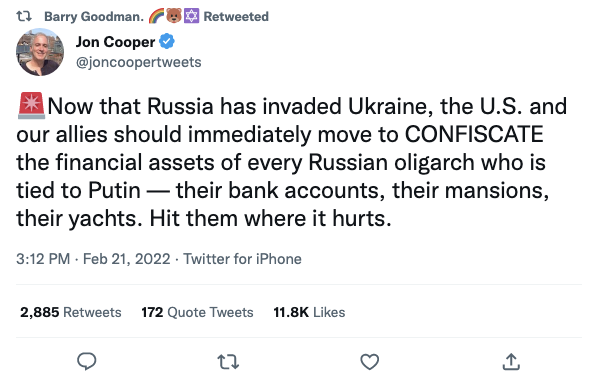 Barry Goodman. 🌈🐻✡️ Retweeted
Jon Cooper
@joncoopertweets
🚨Now that Russia has invaded Ukraine, the U.S. and
our allies should immediately move to CONFISCATE
the financial assets of every Russian oligarch who is
tied to Putin — their bank accounts, their mansions,
their yachts. Hit them where it hurts.
3:12 PM · Feb 21, 2022 · Twitter for iPhone
2,885 Retweets 172 Quote Tweets 11.8K Likes